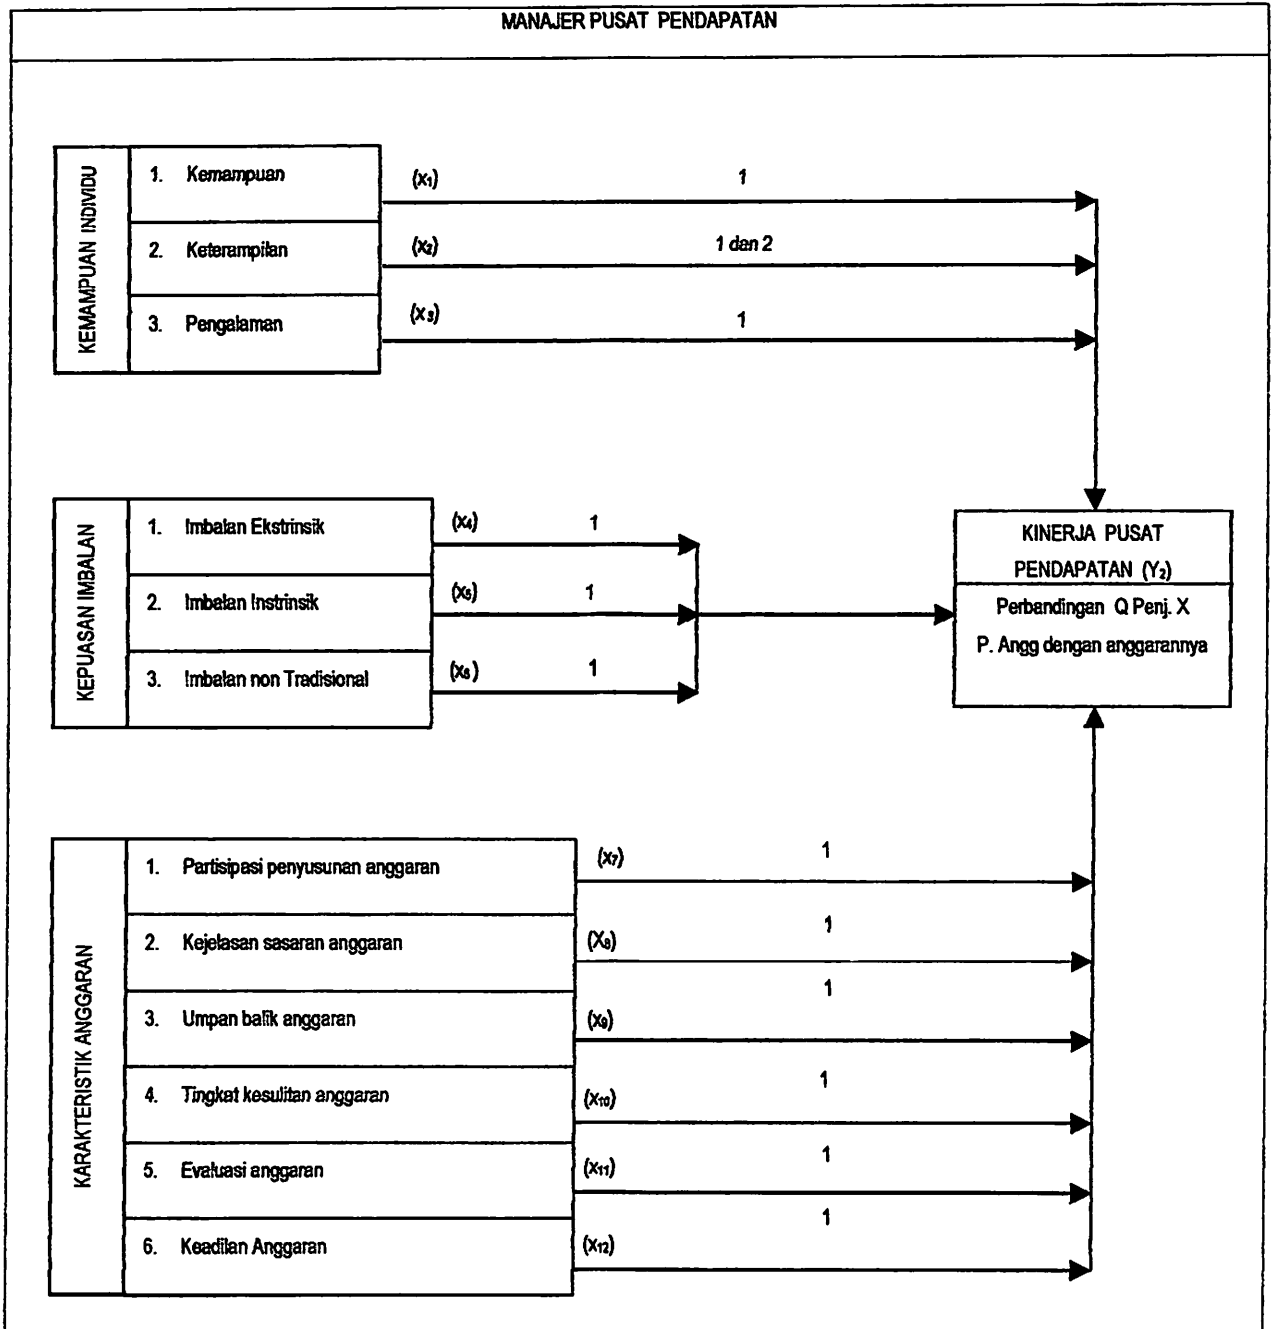 MANAJER PUSAT PENDAPATAN
KEMAMPUAN INDIVIDU
1. Kemampuan
(x₁)
1
2. Keterampilan
(x₂)
1 dan 2
3. Pengalaman
(x₃)
1
KEPUASAN IMBALAN
1. Imbalan Ekstrinsik
(x₄)
1
2. Imbalan Instrinsik
(x₅)
1
3. Imbalan non Tradisional
(x₆)
1
KINERJA PUSAT
PENDAPATAN (Y₂)
Perbandingan Q Penj. X
P. Angg dengan anggarannya
KARAKTERISTIK ANGGARAN
1. Partisipasi penyusunan anggaran
(x₇)
1
2. Kejelasan sasaran anggaran
(X₈)
1
3. Umpan balik anggaran
(x₉)
1
4. Tingkat kesulitan anggaran
(x₁₀)
1
5. Evaluasi anggaran
(x₁₁)
1
6. Keadilan Anggaran
(x₁₂)
1